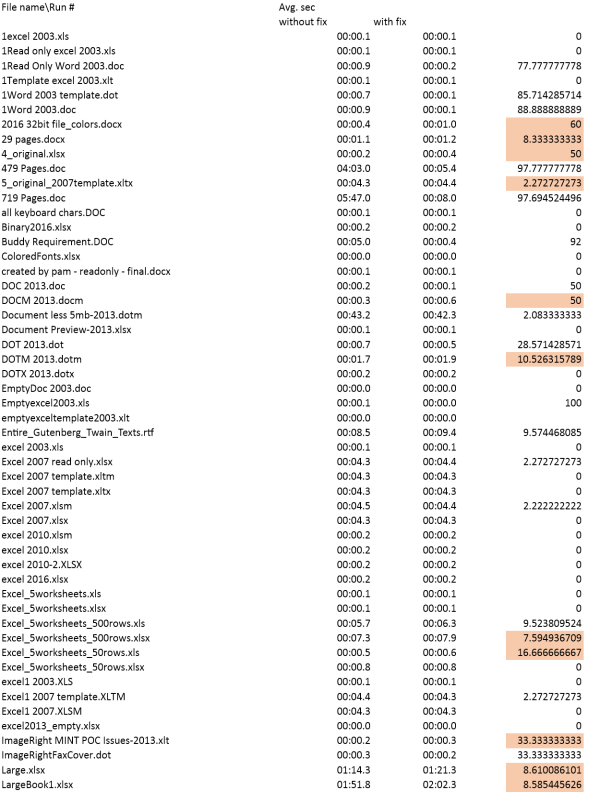 File name\Run # Avg. sec
without fix with fix
1excel 2003.xls 00:00.1 00:00.1 0
1Read only excel 2003.xls 00:00.1 00:00.1 0
1Read Only Word 2003.doc 00:00.9 00:00.2 77.777777778
1Template excel 2003.xlt 00:00.1 00:00.1 0
1Word 2003 template.dot 00:00.7 00:00.1 85.714285714
1Word 2003.doc 00:00.9 00:00.1 88.888888889
2016 32bit file_colors.docx 00:00.4 00:01.0 60
29 pages.docx 00:01.1 00:01.2 8.333333333
4_original.xlsx 00:00.2 00:00.4 50
479 Pages.doc 04:03.0 00:05.4 97.777777778
5_original_2007template.xltx 00:04.3 00:04.4 2.272727273
719 Pages.doc 05:47.0 00:08.0 97.694524496
all keyboard chars.DOC 00:00.1 00:00.1 0
Binary2016.xlsx 00:00.2 00:00.2 0
Buddy Requirement.DOC 00:05.0 00:00.4 92
ColoredFonts.xlsx 00:00.0 00:00.0 0
created by pam - readonly - final.docx 00:00.1 00:00.1 0
DOC 2013.doc 00:00.2 00:00.1 50
DOCM 2013.docm 00:00.3 00:00.6 50
Document less 5mb-2013.dotm 00:43.2 00:42.3 2.083333333
Document Preview-2013.xlsx 00:00.1 00:00.1 0
DOT 2013.dot 00:00.7 00:00.5 28.571428571
DOTM 2013.dotm 00:01.7 00:01.9 10.526315789
DOTX 2013.dotx 00:00.2 00:00.2 0
EmptyDoc 2003.doc 00:00.0 00:00.0 0
Emptyexcel2003.xls 00:00.1 00:00.0 100
emptyexceltemplate2003.xlt 00:00.0 00:00.0 0
Entire_Gutenberg_Twain_Texts.rtf 00:08.5 00:09.4 9.574468085
excel 2003.xls 00:00.1 00:00.1 0
Excel 2007 read only.xlsx 00:04.3 00:04.4 2.272727273
Excel 2007 template.xltm 00:04.3 00:04.3 0
Excel 2007 template.xltx 00:04.3 00:04.3 0
Excel 2007.xlsm 00:04.5 00:04.4 2.222222222
Excel 2007.xlsx 00:04.3 00:04.3 0
excel 2010.xlsm 00:00.2 00:00.2 0
excel 2010.xlsx 00:00.2 00:00.2 0
excel 2010-2.XLSX 00:00.2 00:00.2 0
excel 2016.xlsx 00:00.2 00:00.2 0
Excel_5worksheets.xls 00:00.1 00:00.1 0
Excel_5worksheets.xlsx 00:00.1 00:00.1 0
Excel_5worksheets_500rows.xls 00:05.7 00:06.3 9.523809524
Excel_5worksheets_500rows.xlsx 00:07.3 00:07.9 7.594936709
Excel_5worksheets_50rows.xls 00:00.5 00:00.6 16.666666667
Excel_5worksheets_50rows.xlsx 00:00.8 00:00.8 0
excel1 2003.XLS 00:00.1 00:00.1 0
Excel1 2007 template.XLTM 00:04.4 00:04.3 2.272727273
Excel1 2007.XLSM 00:04.3 00:04.3 0
excel2013_empty.xlsx 00:00.0 00:00.0 0
ImageRight MINT POC Issues-2013.xlt 00:00.2 00:00.3 33.333333333
ImageRightFaxCover.dot 00:00.3 00:00.2 33.333333333
Large.xlsx 01:14.3 01:21.3 8.610086101
LargeBook1.xlsx 01:51.8 02:02.3 8.585445626